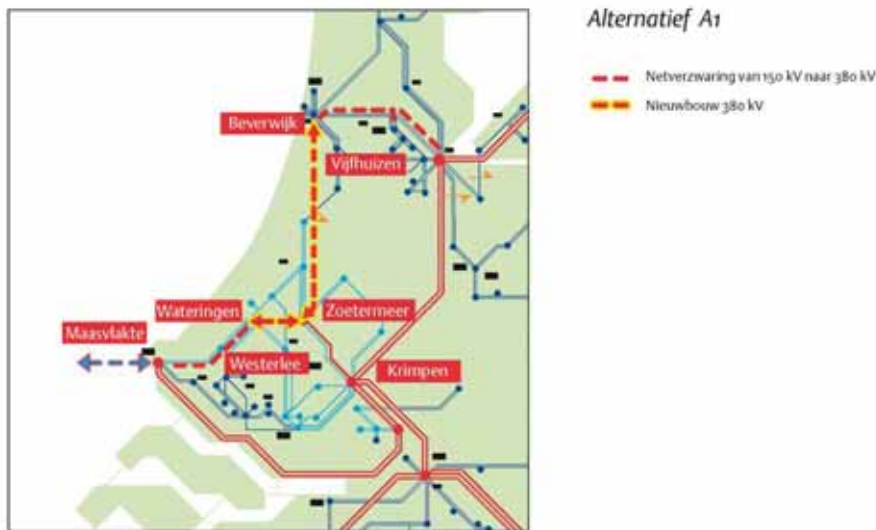 Alternatief A1
Netverzwaring van 150 kV naar 380 kV
Nieuwbouw 380 kV
Beverwijk
Vijfhuizen
Wateringen
Zoetermeer
Maasvlakte
Westerlee
Krimpen